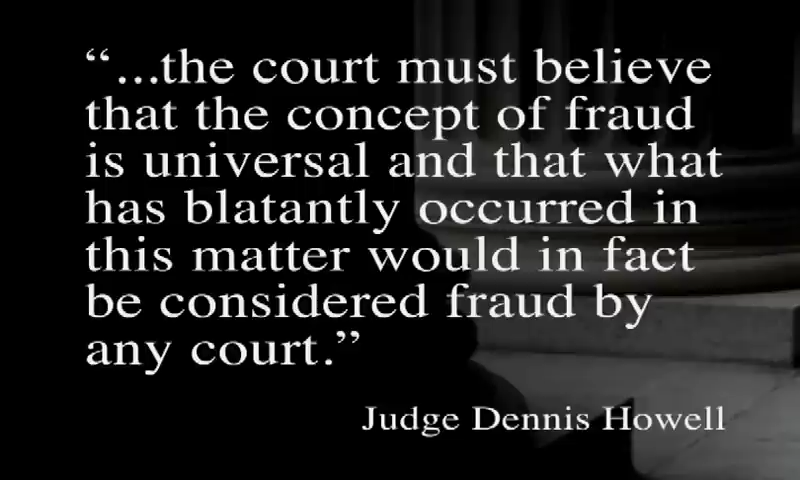 “...the court must believe
that the concept of fraud
is universal and that what
has blatantly occurred in
this matter would in fact
be considered fraud by
any court.”
Judge Dennis Howell